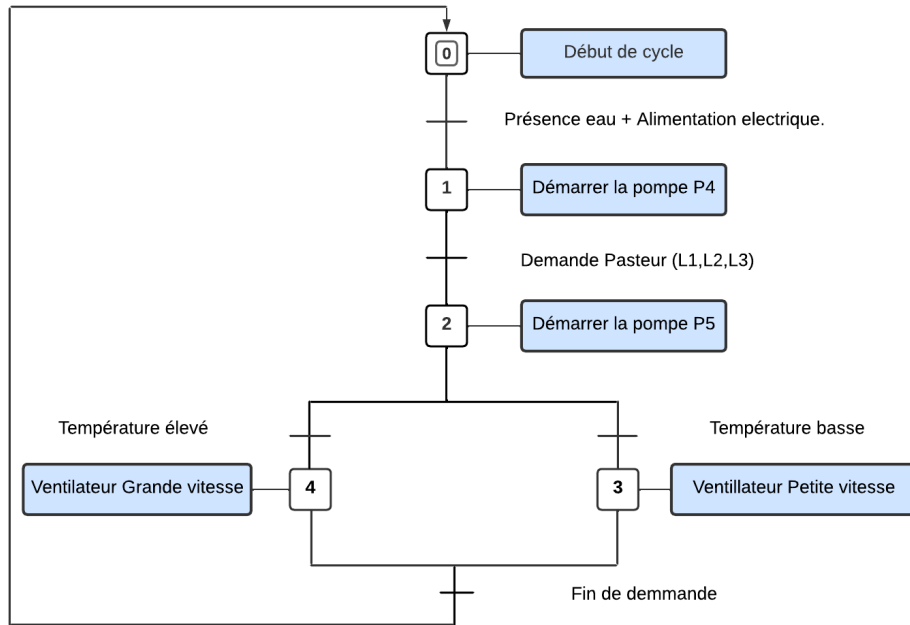 0
Début de cycle
Présence eau + Alimentation electrique.
1
Démarrer la pompe P4
Demande Pasteur (L1,L2,L3)
2
Démarrer la pompe P5
Température élevé
Température basse
Ventilateur Grande vitesse
4
3
Ventillateur Petite vitesse
Fin de demmande